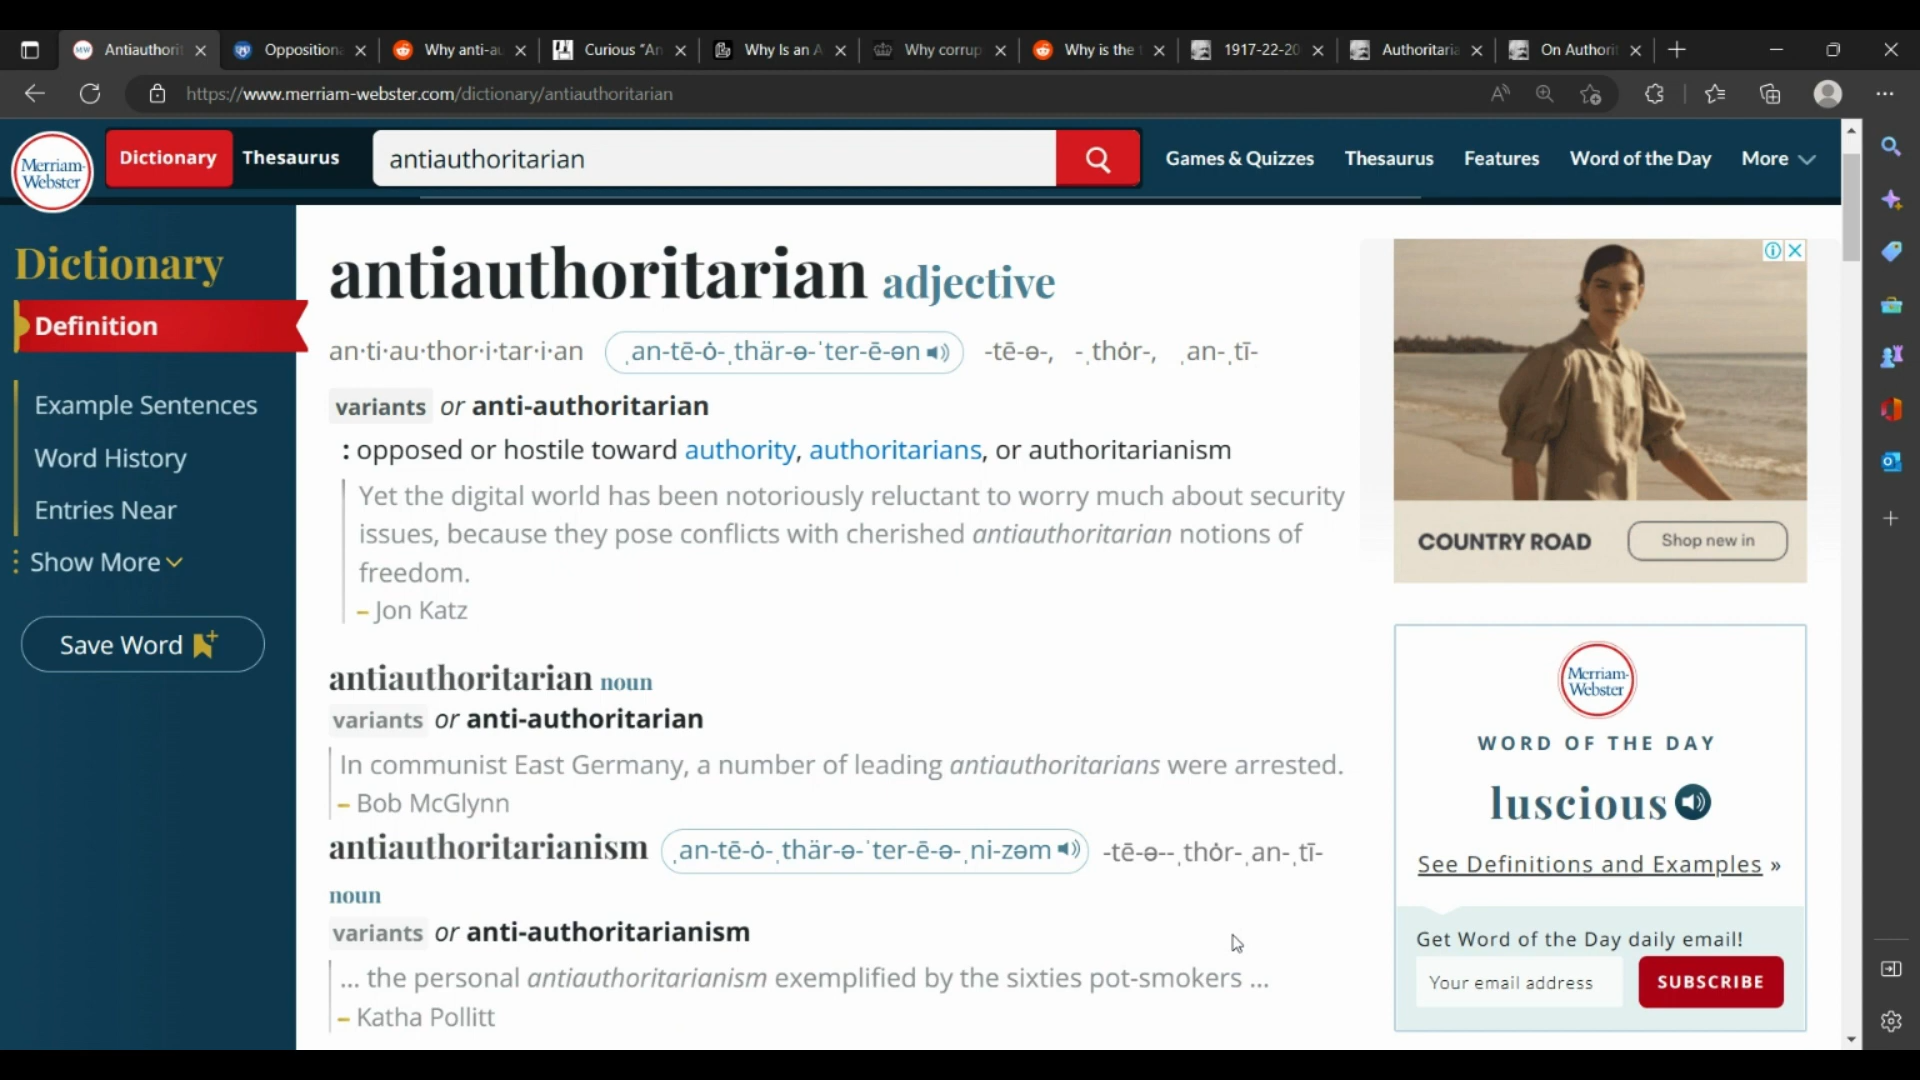 Antiauthorit
Opposition
Why anti-au
Curious "An
Why Is an A
Why corrup
Why is the t
1917-22-20
Authoritaria
On Authorit
https://www.merriam-webster.com/dictionary/antiauthoritarian
Merriam-
Webster
Dictionary
Thesaurus
antiauthoritarian
Games & Quizzes
Thesaurus
Features
Word of the Day
More
Dictionary
Definition
Example Sentences
Word History
Entries Near
Show More
Save Word
antiauthoritarian adjective
an·ti·au·thor·i·tar·i·an ˌan-tē-ȯ-ˌthär-ə-ˈter-ē-ən -tē-ə-, -ˌthȯr-, ˌan-ˌtī-
variants or anti-authoritarian
: opposed or hostile toward authority, authoritarians, or authoritarianism
Yet the digital world has been notoriously reluctant to worry much about security
issues, because they pose conflicts with cherished antiauthoritarian notions of
freedom.
– Jon Katz
antiauthoritarian noun
variants or anti-authoritarian
In communist East Germany, a number of leading antiauthoritarians were arrested.
– Bob McGlynn
antiauthoritarianism ˌan-tē-ȯ-ˌthär-ə-ˈter-ē-ə-ˌni-zəm -tē-ə--ˌthȯr-ˌan-ˌtī-
noun
variants or anti-authoritarianism
... the personal antiauthoritarianism exemplified by the sixties pot-smokers ...
– Katha Pollitt
COUNTRY ROAD
Shop new in
Merriam-
Webster
WORD OF THE DAY
luscious
See Definitions and Examples »
Get Word of the Day daily email!
Your email address
SUBSCRIBE